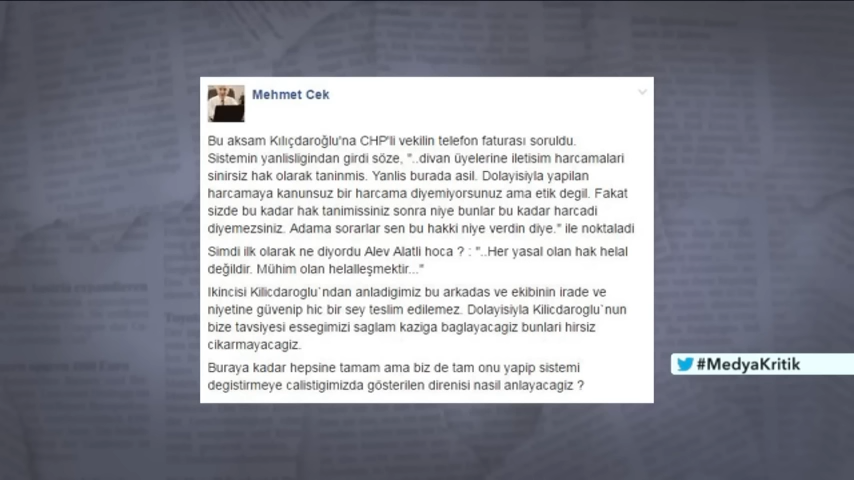 Mehmet Cek
Bu aksam Kılıçdaroğlu'na CHP'li vekilin telefon faturası soruldu.
Sistemin yanlisligindan girdi söze, "..divan üyelerine iletisim harcamalari
sinirsiz hak olarak taninmis. Yanlis burada asil. Dolayisiyla yapilan
harcamaya kanunsuz bir harcama diyemiyorsunuz ama etik degil. Fakat
sizde bu kadar hak tanimissiniz sonra niye bunlar bu kadar harcadi
diyemezsiniz. Adama sorarlar sen bu hakki niye verdin diye." ile noktaladi
Simdi ilk olarak ne diyordu Alev Alatli hoca ? : "..Her yasal olan hak helal
değildir. Mühim olan helalleşmektir..."
Ikincisi Kilicdaroglu`ndan anladigimiz bu arkadas ve ekibinin irade ve
niyetine güvenip hic bir sey teslim edilemez. Dolayisiyla Kilicdaroglu`nun
bize tavsiyesi essegimizi saglam kaziga baglayacagiz bunlari hirsiz
cikarmayacagiz.
Buraya kadar hepsine tamam ama biz de tam onu yapip sistemi
degistirmeye calistigimizda gösterilen direnisi nasil anlayacagiz ?
#MedyaKritik